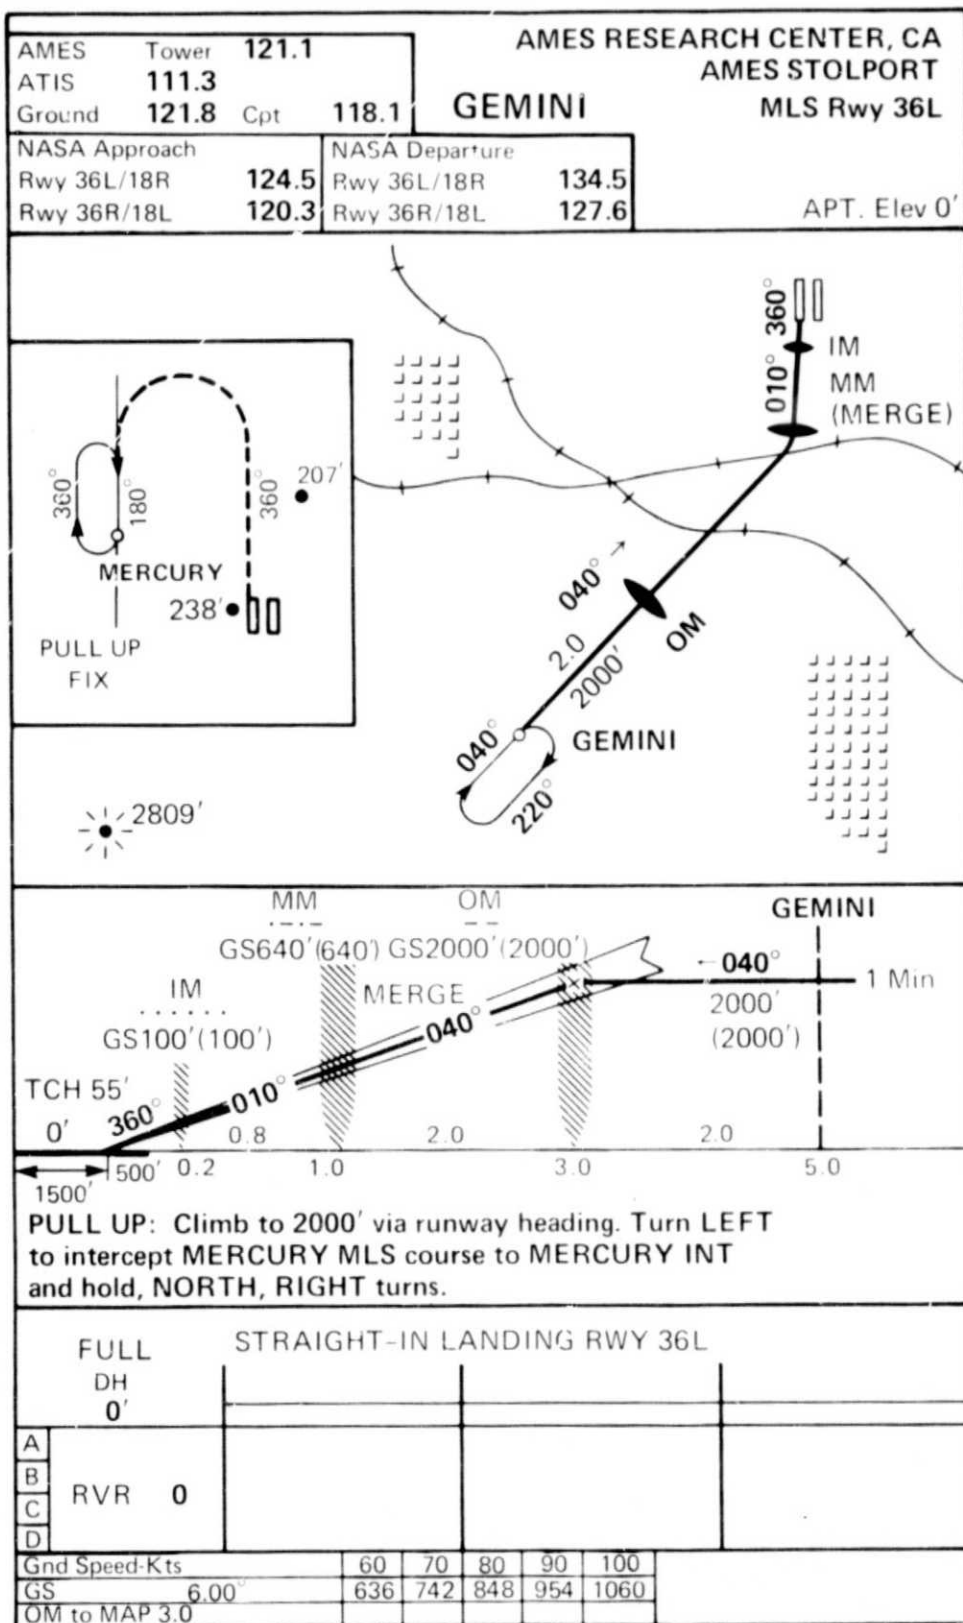 AMES Tower 121.1
ATIS 111.3
Ground 121.8 Cpt 118.1
AMES RESEARCH CENTER, CA
AMES STOLPORT
GEMINI MLS Rwy 36L
NASA Approach
Rwy 36L/18R 124.5
Rwy 36R/18L 120.3
NASA Departure
Rwy 36L/18R 134.5
Rwy 36R/18L 127.6
APT. Elev 0'
360°
IM
010°
MM
(MERGE)
360°
180°
360°
207'
MERCURY
238'
PULL UP
FIX
040° →
OM
2.0
2000'
040°
GEMINI
220°
2809'
MM
· — · —
OM
— —
GEMINI
GS640'(640')
GS2000'(2000')
←040°
1 Min
2000'
(2000')
IM
. . . . . .
GS100'(100')
MERGE
040°
TCH 55'
0'
360°
010°
0.8
2.0
2.0
1500'
500'
0.2
1.0
3.0
5.0
PULL UP: Climb to 2000' via runway heading. Turn LEFT
to intercept MERCURY MLS course to MERCURY INT
and hold, NORTH, RIGHT turns.
STRAIGHT-IN LANDING RWY 36L
FULL
DH
0'
A
B
C
D
RVR 0
Gnd Speed-Kts 60 70 80 90 100
GS 6.00° 636 742 848 954 1060
OM to MAP 3.0